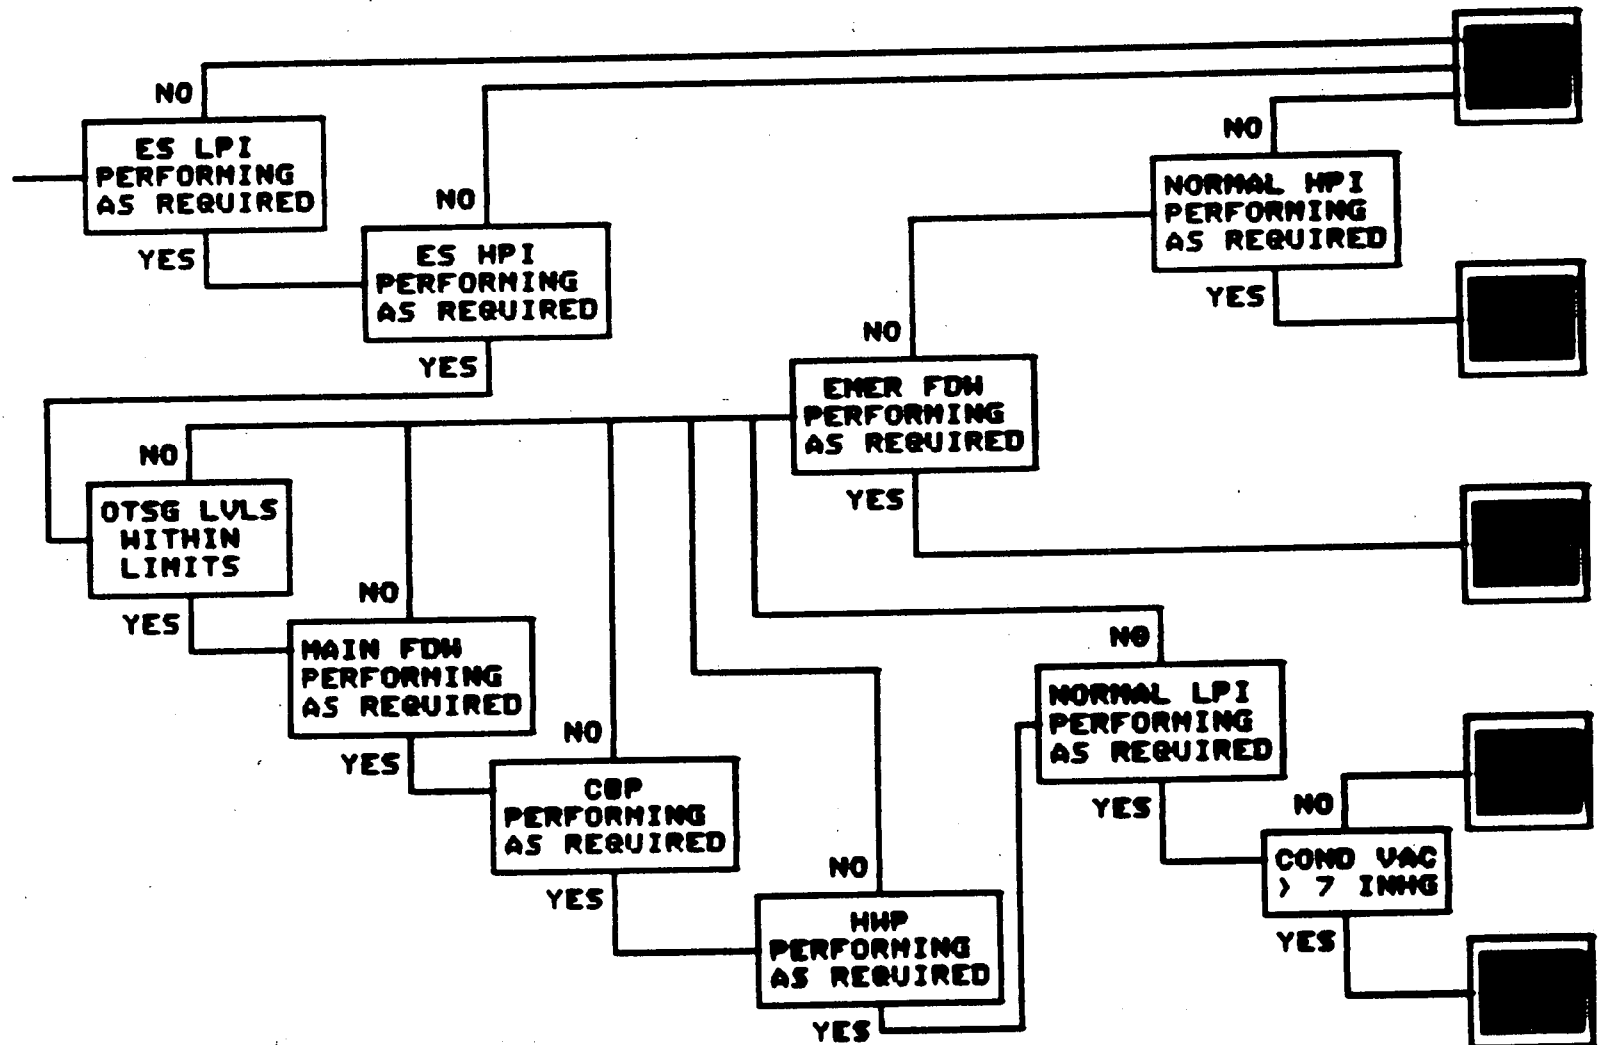 NO
ES LPI
PERFORMING
AS REQUIRED
YES
NO
ES HPI
PERFORMING
AS REQUIRED
YES
NO
NORMAL HPI
PERFORMING
AS REQUIRED
YES
NO
EMER FDW
PERFORMING
AS REQUIRED
YES
NO
OTSG LVLS
WITHIN
LIMITS
YES
NO
MAIN FDW
PERFORMING
AS REQUIRED
YES
NO
CBP
PERFORMING
AS REQUIRED
YES
NO
HWP
PERFORMING
AS REQUIRED
YES
NO
NORMAL LPI
PERFORMING
AS REQUIRED
YES
NO
COND VAC
> 7 INHG
YES